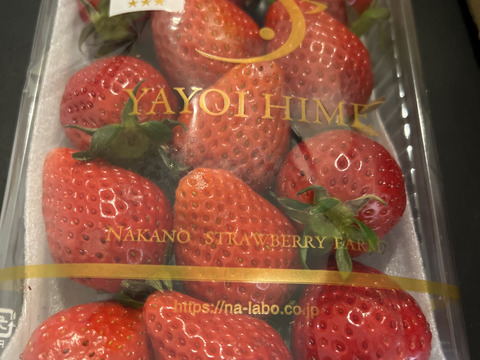 YAYOI HIME
NAKANO STRAWBERRY FARM
https://na-labo.co.jp